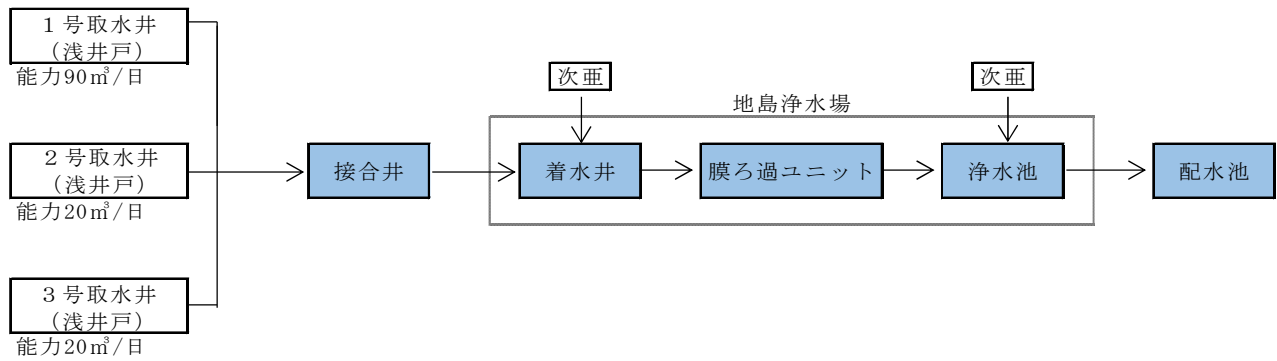 1号取水井
(浅井戸)
能力90㎥/日
2号取水井
(浅井戸)
能力20㎥/日
3号取水井
(浅井戸)
能力20㎥/日
接合井
次亜
次亜
地島浄水場
着水井
膜ろ過ユニット
浄水池
配水池